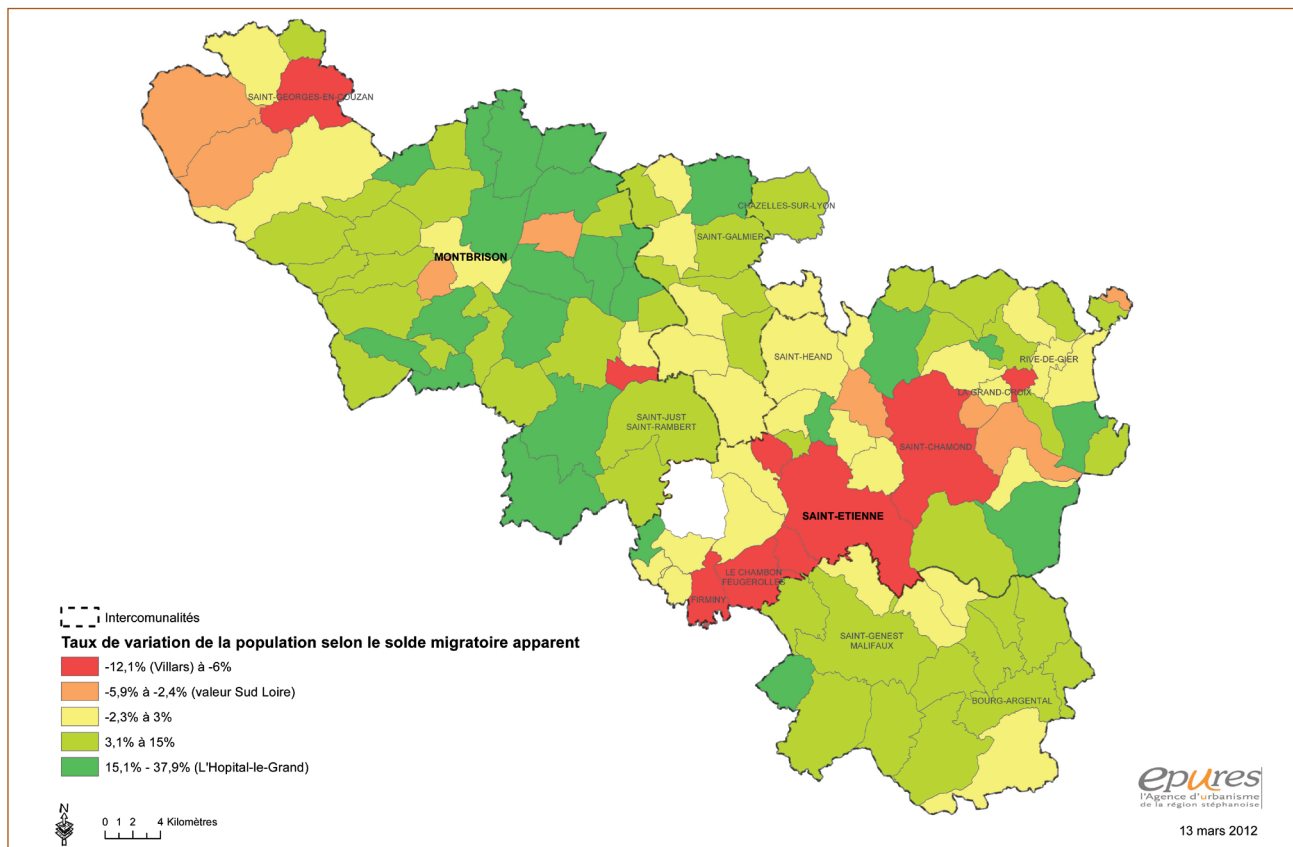 SAINT-GEORGES-EN-COUZAN
CHAZELLES-SUR-LYON
SAINT-GALMIER
MONTBRISON
SAINT-HEAND
RIVE-DE-GIER
LA-GRAND-CROIX
SAINT-JUST
SAINT-RAMBERT
SAINT-CHAMOND
SAINT-ETIENNE
LE CHAMBON
FEUGEROLLES
FIRMINY
SAINT-GENEST
MALIFAUX
BOURG-ARGENTAL
Intercomunalités
Taux de variation de la population selon le solde migratoire apparent
-12,1% (Villars) à -6%
-5,9% à -2,4% (valeur Sud Loire)
-2,3% à 3%
3,1% à 15%
15,1% - 37,9% (L'Hopital-le-Grand)
N
0 1 2 4 Kilomètres
epures
l'Agence d'urbanisme
de la région stéphanoise
13 mars 2012